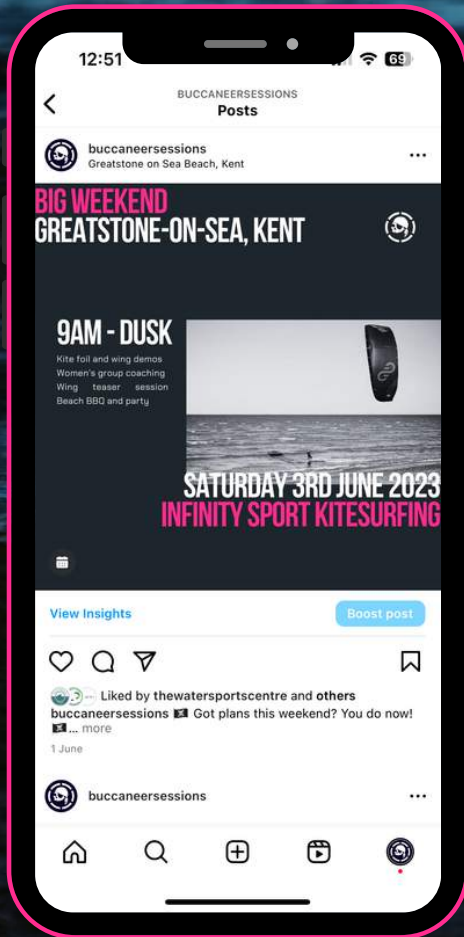 12:51
69
BUCCANEERSESSIONS
Posts
buccaneersessions
Greatstone on Sea Beach, Kent
BIG WEEKEND
GREATSTONE-ON-SEA, KENT
9AM - DUSK
Kite foil and wing demos
Women's group coaching
Wing teaser session
Beach BBQ and party
SATURDAY 3RD JUNE 2023
INFINITY SPORT KITESURFING
View Insights
Boost post
Liked by thewatersportscentre and others
buccaneersessions 🏴‍☠️ Got plans this weekend? You do now!
🏴‍☠️... more
1 June
buccaneersessions